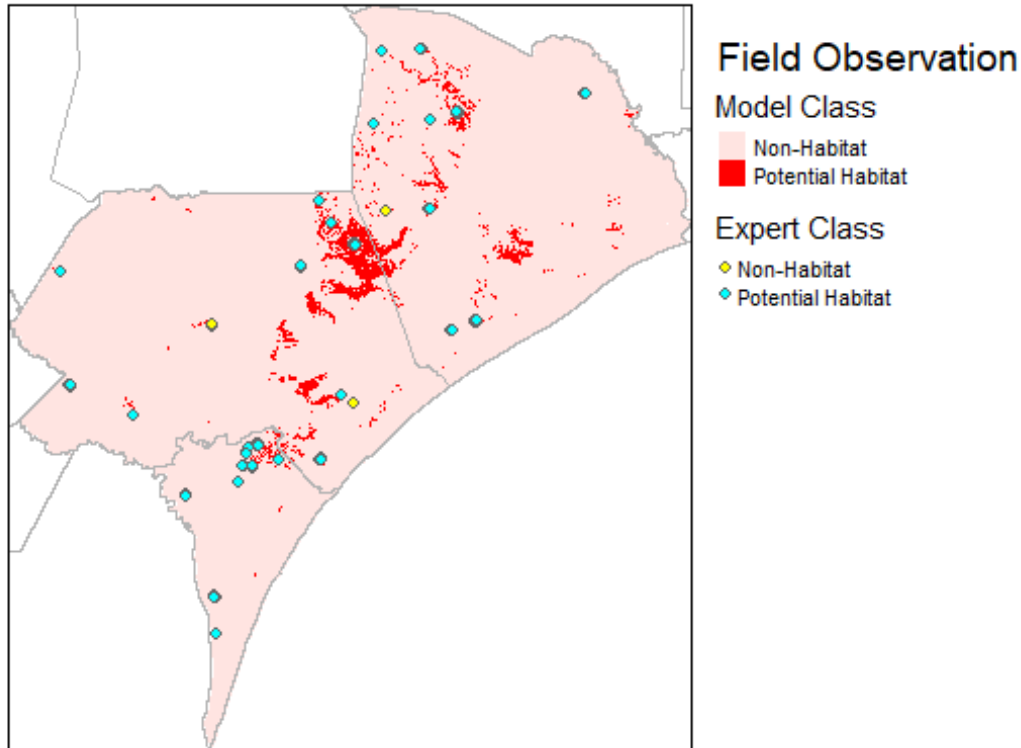 Field Observation
Model Class
Non-Habitat
Potential Habitat
Expert Class
Non-Habitat
Potential Habitat